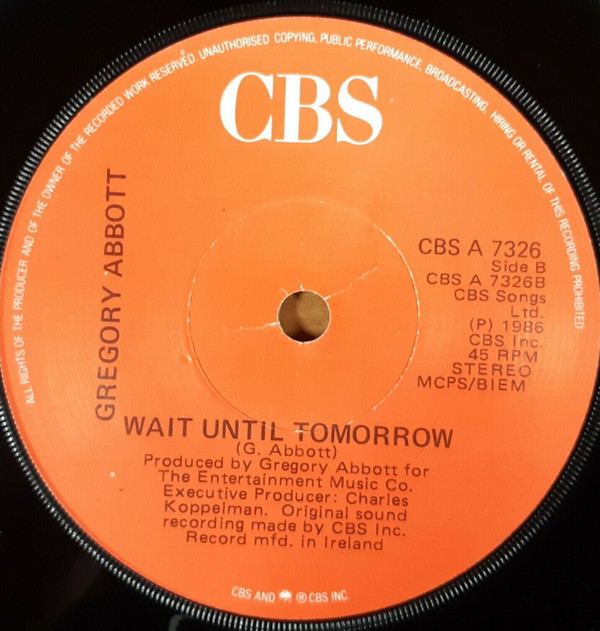 ALL RIGHTS OF THE PRODUCER AND OF THE OWNER OF THE RECORDED WORK RESERVED. UNAUTHORISED COPYING, PUBLIC PERFORMANCE, BROADCASTING, HIRING OR RENTAL OF THIS RECORDING PROHIBITED
CBS
GREGORY ABBOTT
CBS A 7326
Side B
CBS A 7326B
CBS Songs
Ltd.
(P) 1986
CBS Inc.
45 RPM
STEREO
MCPS/BIEM
WAIT UNTIL TOMORROW
(G. Abbott)
Produced by Gregory Abbott for
The Entertainment Music Co.
Executive Producer: Charles
Koppelman. Original sound
recording made by CBS Inc.
Record mfd. in Ireland
CBS AND ® CBS INC.